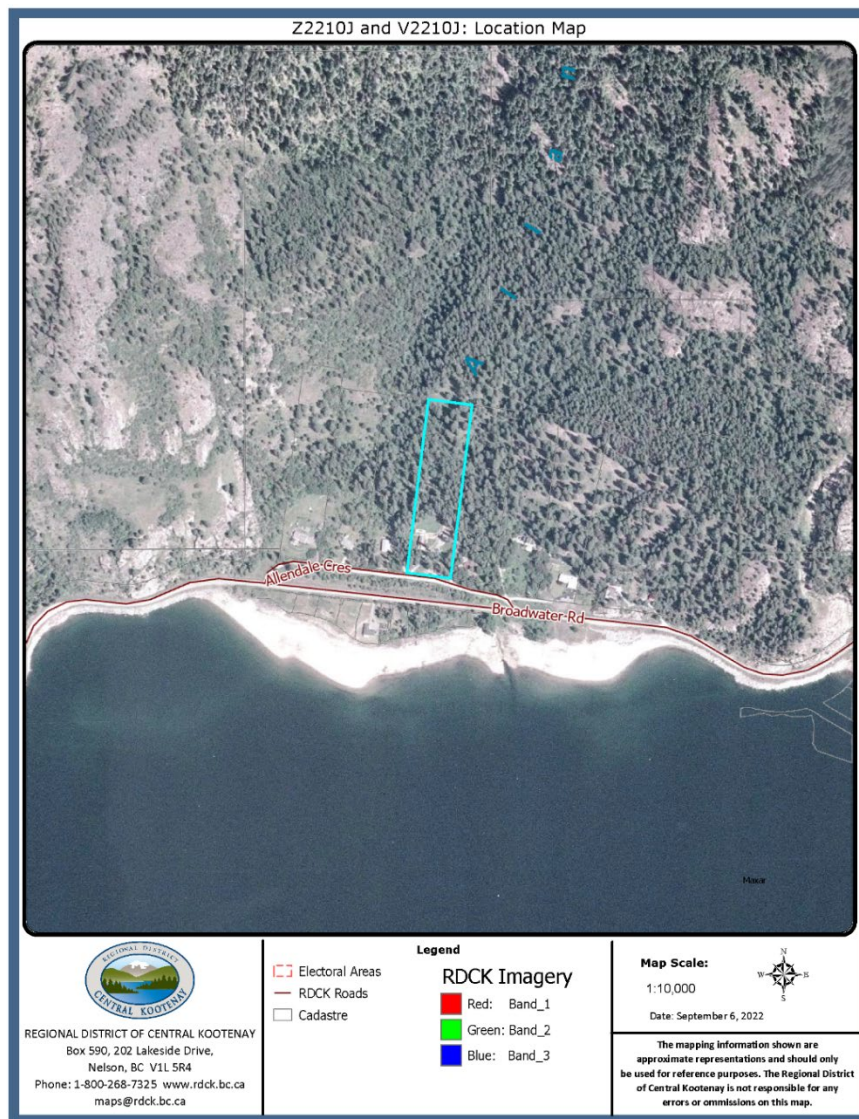 Z2210J and V2210J: Location Map
A l l a n
Allendale Cres
Broadwater Rd
Maxar
REGIONAL DISTRICT
CENTRAL KOOTENAY
REGIONAL DISTRICT OF CENTRAL KOOTENAY
Box 590, 202 Lakeside Drive,
Nelson, BC V1L 5R4
Phone: 1-800-268-7325 www.rdck.bc.ca
maps@rdck.bc.ca
Legend
Electoral Areas
RDCK Roads
Cadastre
RDCK Imagery
Red: Band_1
Green: Band_2
Blue: Band_3
Map Scale:
1:10,000
Date: September 6, 2022
N
W
E
S
The mapping information shown are
approximate representations and should only
be used for reference purposes. The Regional District
of Central Kootenay is not responsible for any
errors or ommissions on this map.